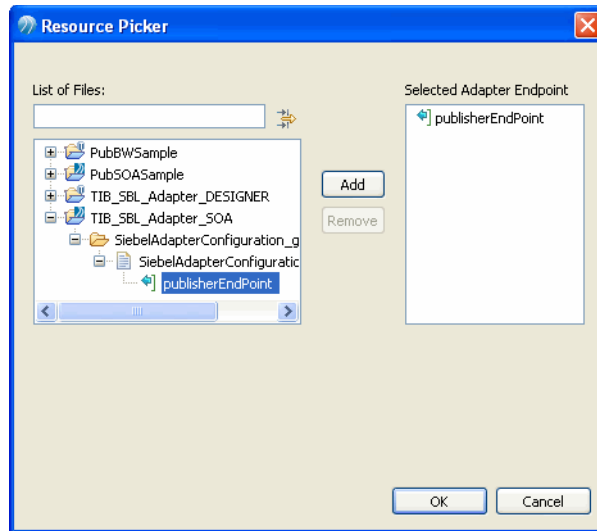 Resource Picker
List of Files:
Selected Adapter Endpoint
PubBWSample
PubSOASample
TIB_SBL_Adapter_DESIGNER
TIB_SBL_Adapter_SOA
SiebelAdapterConfiguration_g
SiebelAdapterConfiguratic
publisherEndPoint
publisherEndPoint
Add
Remove
OK
Cancel